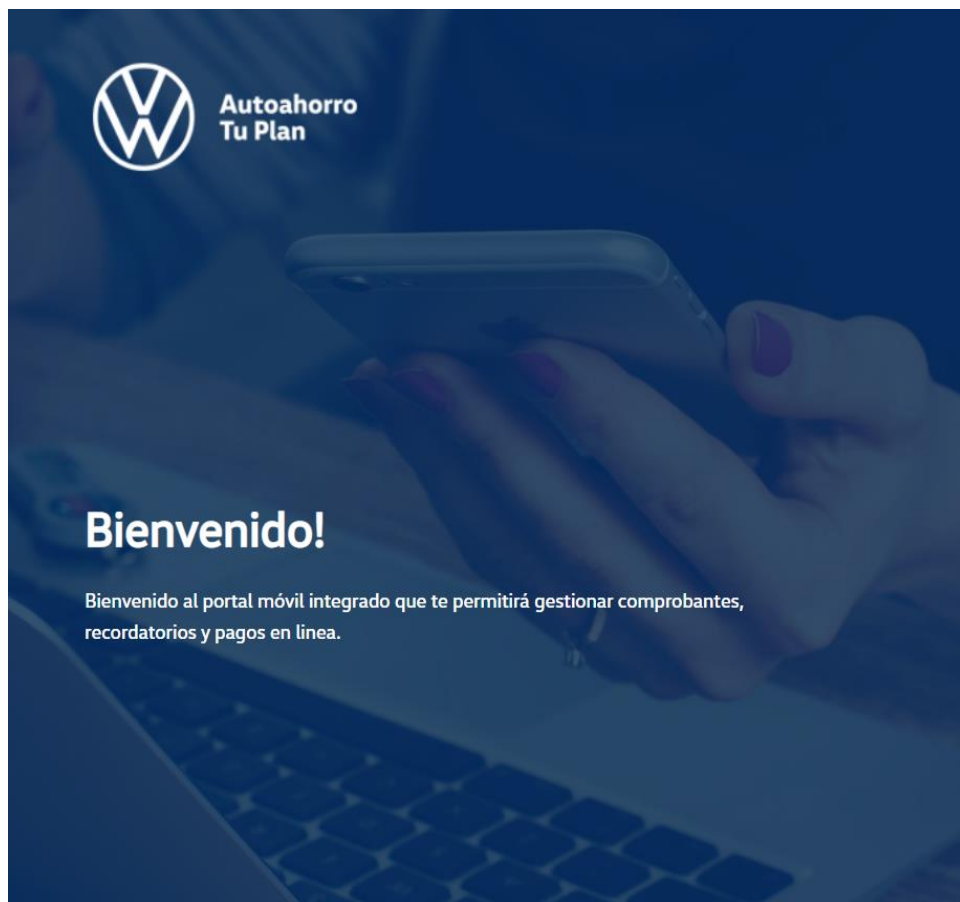 Autoahorro
Tu Plan
Bienvenido!
Bienvenido al portal móvil integrado que te permitirá gestionar comprobantes,
recordatorios y pagos en linea.